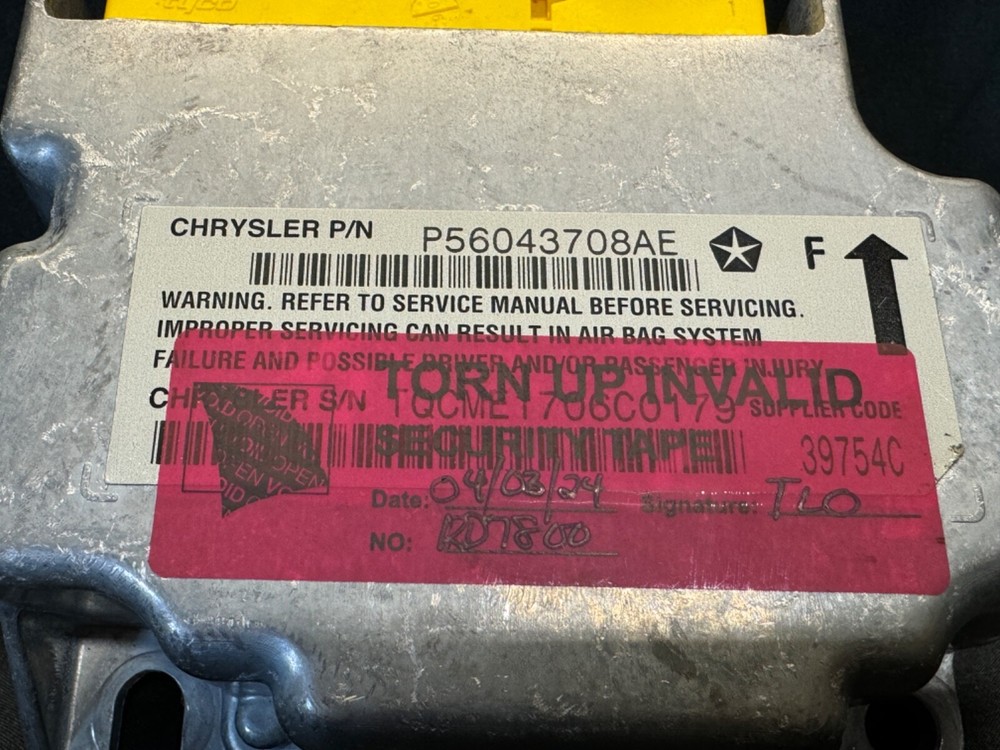 CHRYSLER P/N P56043708AE F
WARNING. REFER TO SERVICE MANUAL BEFORE SERVICING.
IMPROPER SERVICING CAN RESULT IN AIR BAG SYSTEM
FAILURE AND POSSIBLE DRIVER AND/OR PASSENGER INJURY
TORN UP INVALID
CHRYSLER S/N TQCME1706C0179 SUPPLIER CODE
SECURITY TAPE 39754C
Date: 04/03/24 Signature: TLO
NO: RD7800